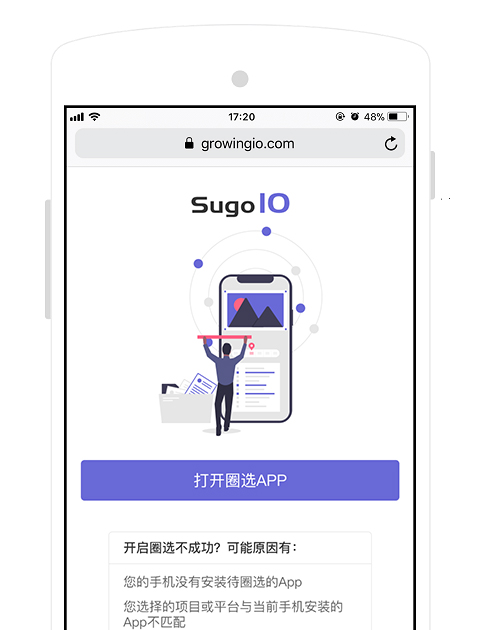 17:20
48%
growingio.com
Sugo IO
打开圈选APP
开启圈选不成功？可能原因有：
您的手机没有安装待圈选的App
您选择的项目或平台与当前手机安装的
App不匹配